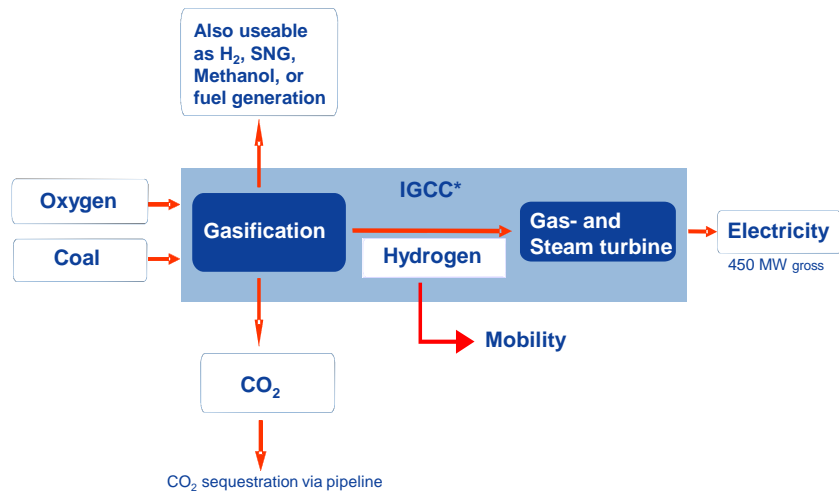 Also useable
as H₂, SNG,
Methanol, or
fuel generation
IGCC*
Oxygen
Coal
Gasification
Hydrogen
Gas- and
Steam turbine
Electricity
450 MW gross
Mobility
CO₂
CO₂ sequestration via pipeline